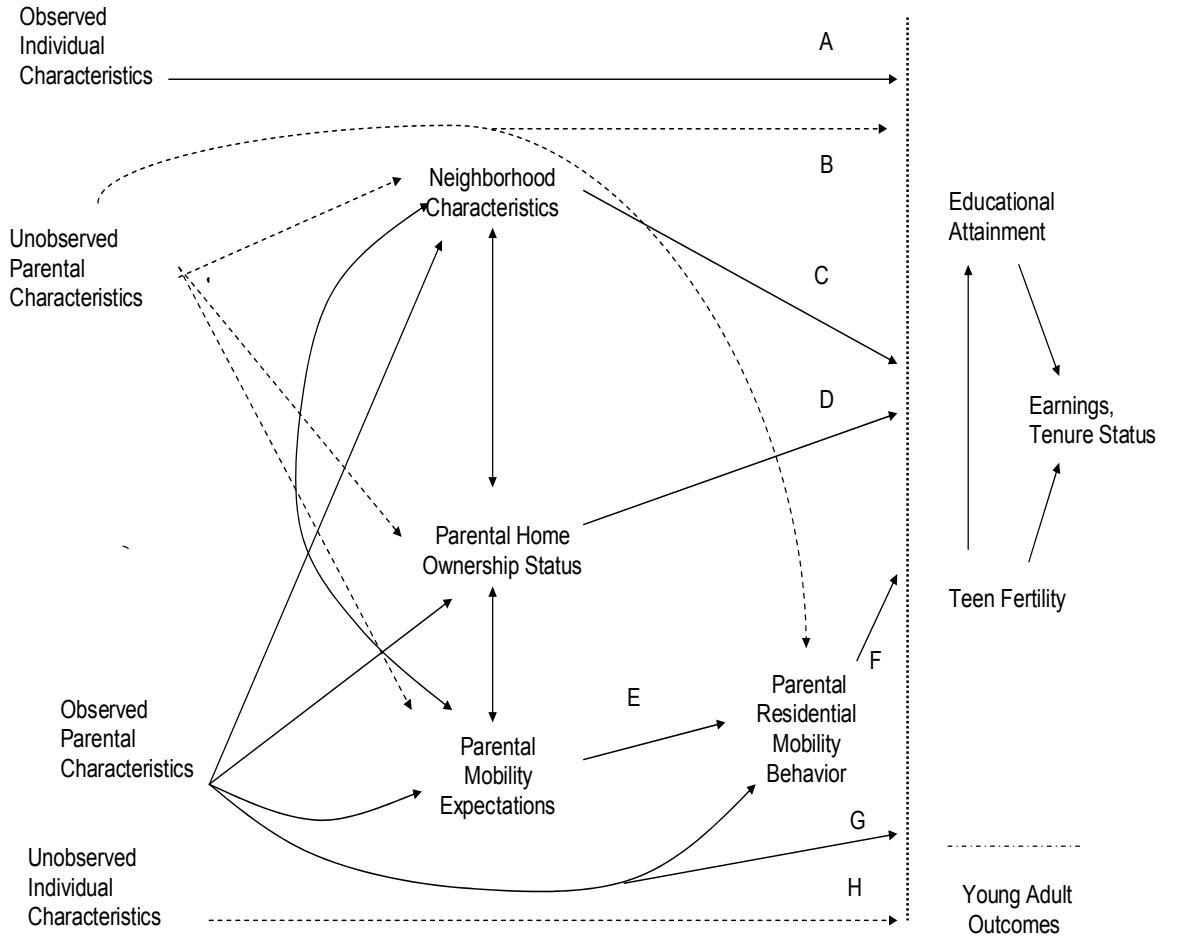 Observed
Individual
Characteristics
A
B
Neighborhood
Characteristics
Unobserved
Parental
Characteristics
C
D
Parental Home
Ownership Status
E
F
Parental
Residential
Mobility
Behavior
Observed
Parental
Characteristics
Parental
Mobility
Expectations
G
Unobserved
Individual
Characteristics
H
Educational
Attainment
Earnings,
Tenure Status
Teen Fertility
Young Adult
Outcomes